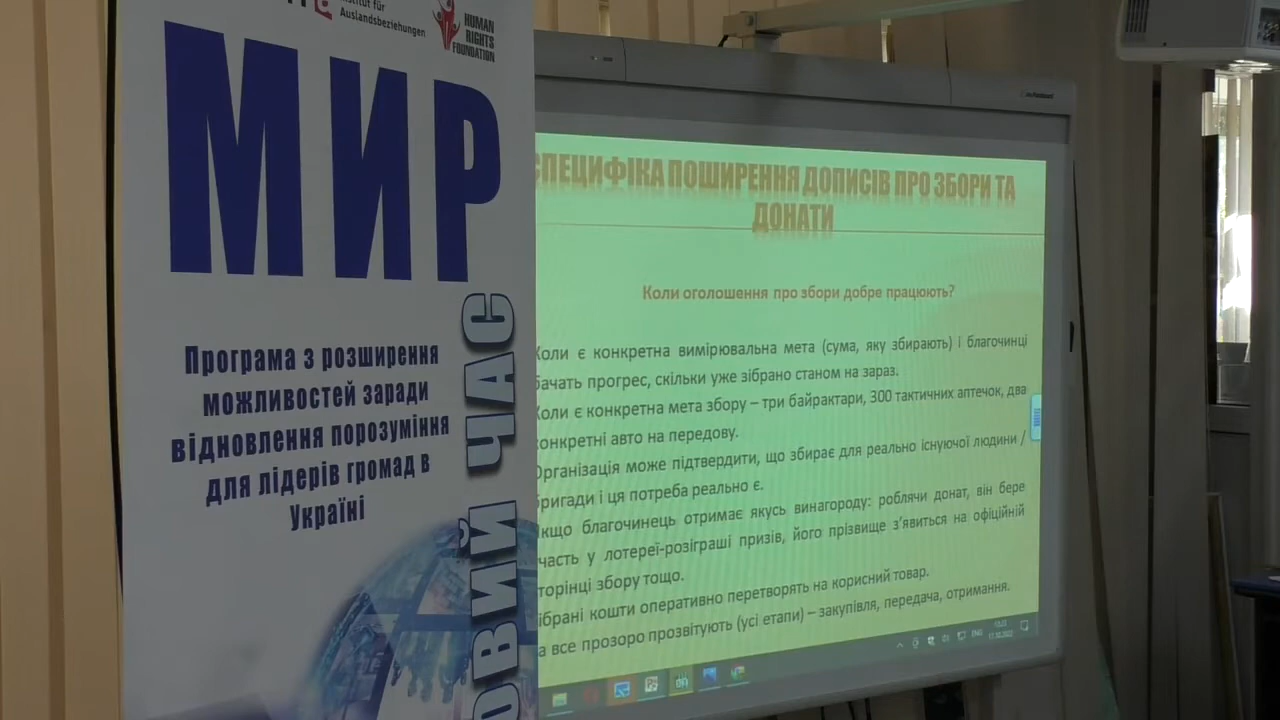 Institut für
Auslandsbeziehungen
HUMAN
RIGHTS
FOUNDATION
МИР
Програма з розширення
можливостей заради
відновлення порозуміння
для лідерів громад в
Україні
ОВИЙ ЧАС
СПЕЦИФІКА ПОШИРЕННЯ ДОПИСІВ ПРО ЗБОРИ ТА
ДОНАТИ
Коли оголошення про збори добре працюють?
Коли є конкретна вимірювальна мета (сума, яку збирають) і благочинці
бачать прогрес, скільки уже зібрано станом на зараз.
Коли є конкретна мета збору – три байрактари, 300 тактичних аптечок, два
конкретні авто на передову.
Організація може підтвердити, що збирає для реально існуючої людини /
бригади і ця потреба реально є.
Якщо благочинець отримає якусь винагороду: роблячи донат, він бере
участь у лотереї-розіграші призів, його прізвище з’явиться на офіційній
сторінці збору тощо.
Зібрані кошти оперативно перетворять на корисний товар.
а все прозоро прозвітують (усі етапи) – закупівля, передача, отримання.
ENG
11.10.2022